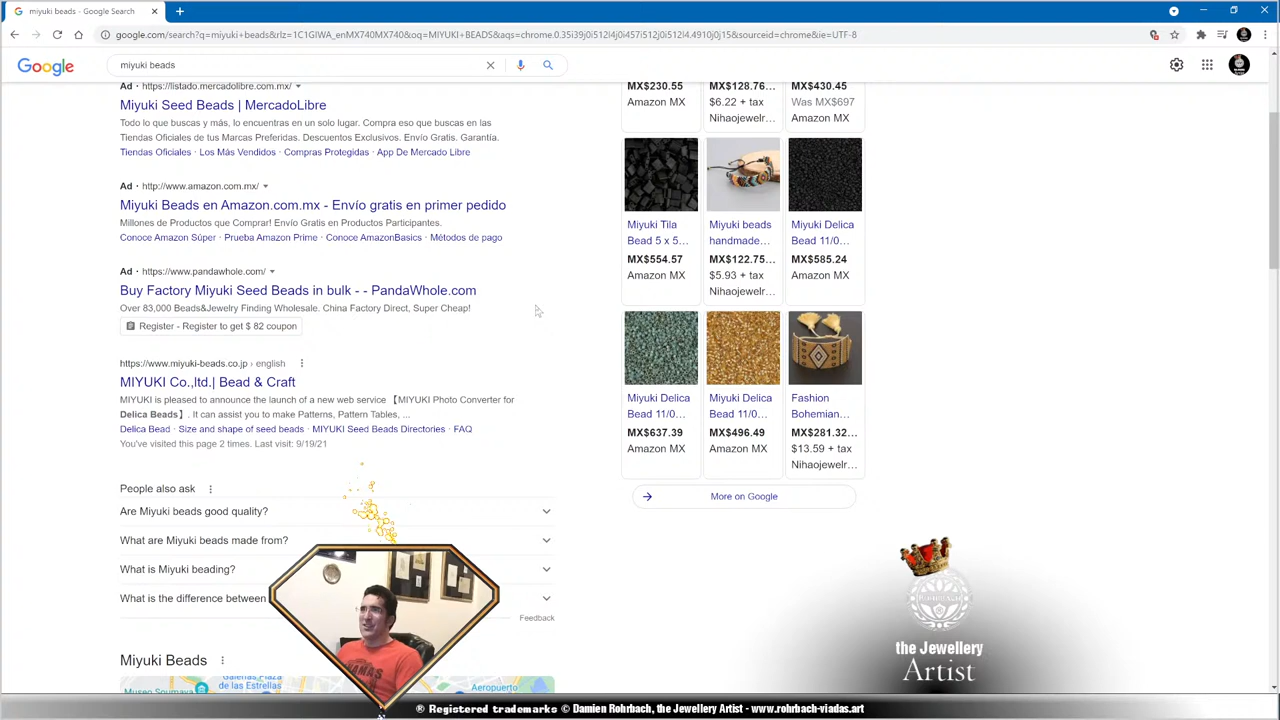 miyuki beads - Google Search
google.com/search?q=miyuki+beads&rlz=1C1GIWA_enMX740MX740&oq=MIYUKI+BEADS&aqs=chrome.0.35i39j0i512l4j0i457i512j0i512l4.4910j0j15&sourceid=chrome&ie=UTF-8
Google
miyuki beads
Ad · https://listado.mercadolibre.com.mx/
Miyuki Seed Beads | MercadoLibre
Todo lo que buscas y más, lo encuentras en un solo lugar. Compra eso que buscas en las
Tiendas Oficiales de tus Marcas Preferidas. Descuentos Exclusivos. Envío Gratis. Garantía.
Tiendas Oficiales · Los Más Vendidos · Compras Protegidas · App De Mercado Libre
Ad · http://www.amazon.com.mx/
Miyuki Beads en Amazon.com.mx - Envío gratis en primer pedido
Millones de Productos que Comprar! Envío Gratis en Productos Participantes.
Conoce Amazon Súper · Prueba Amazon Prime · Conoce AmazonBasics · Métodos de pago
Ad · https://www.pandawhole.com/
Buy Factory Miyuki Seed Beads in bulk - - PandaWhole.com
Over 83,000 Beads&Jewelry Finding Wholesale. China Factory Direct, Super Cheap!
Register - Register to get $ 82 coupon
https://www.miyuki-beads.co.jp › english
MIYUKI Co.,ltd.| Bead & Craft
MIYUKI is pleased to announce the launch of a new web service 【MIYUKI Photo Converter for
Delica Beads】. It can assist you to make Patterns, Pattern Tables, ...
Delica Bead · Size and shape of seed beads · MIYUKI Seed Beads Directories · FAQ
You've visited this page 2 times. Last visit: 9/19/21
People also ask
Are Miyuki beads good quality?
What are Miyuki beads made from?
What is Miyuki beading?
What is the difference between
Feedback
Miyuki Beads
Museo Soumaya
Galerías Plaza
de las Estrellas
Aeropuerto
MX$230.55
Amazon MX
MX$128.76...
$6.22 + tax
Nihaojewelr...
MX$430.45
Was MX$697
Amazon MX
Miyuki Tila
Bead 5 x 5...
MX$554.57
Amazon MX
Miyuki beads
handmade...
MX$122.75...
$5.93 + tax
Nihaojewelr...
Miyuki Delica
Bead 11/0...
MX$585.24
Amazon MX
Miyuki Delica
Bead 11/0...
MX$637.39
Amazon MX
Miyuki Delica
Bead 11/0...
MX$496.49
Amazon MX
Fashion
Bohemian...
MX$281.32...
$13.59 + tax
Nihaojewelr...
More on Google
the Jewellery
Artist
® Registered trademarks © Damien Rohrbach, the Jewellery Artist - www.rohrbach-viadas.art